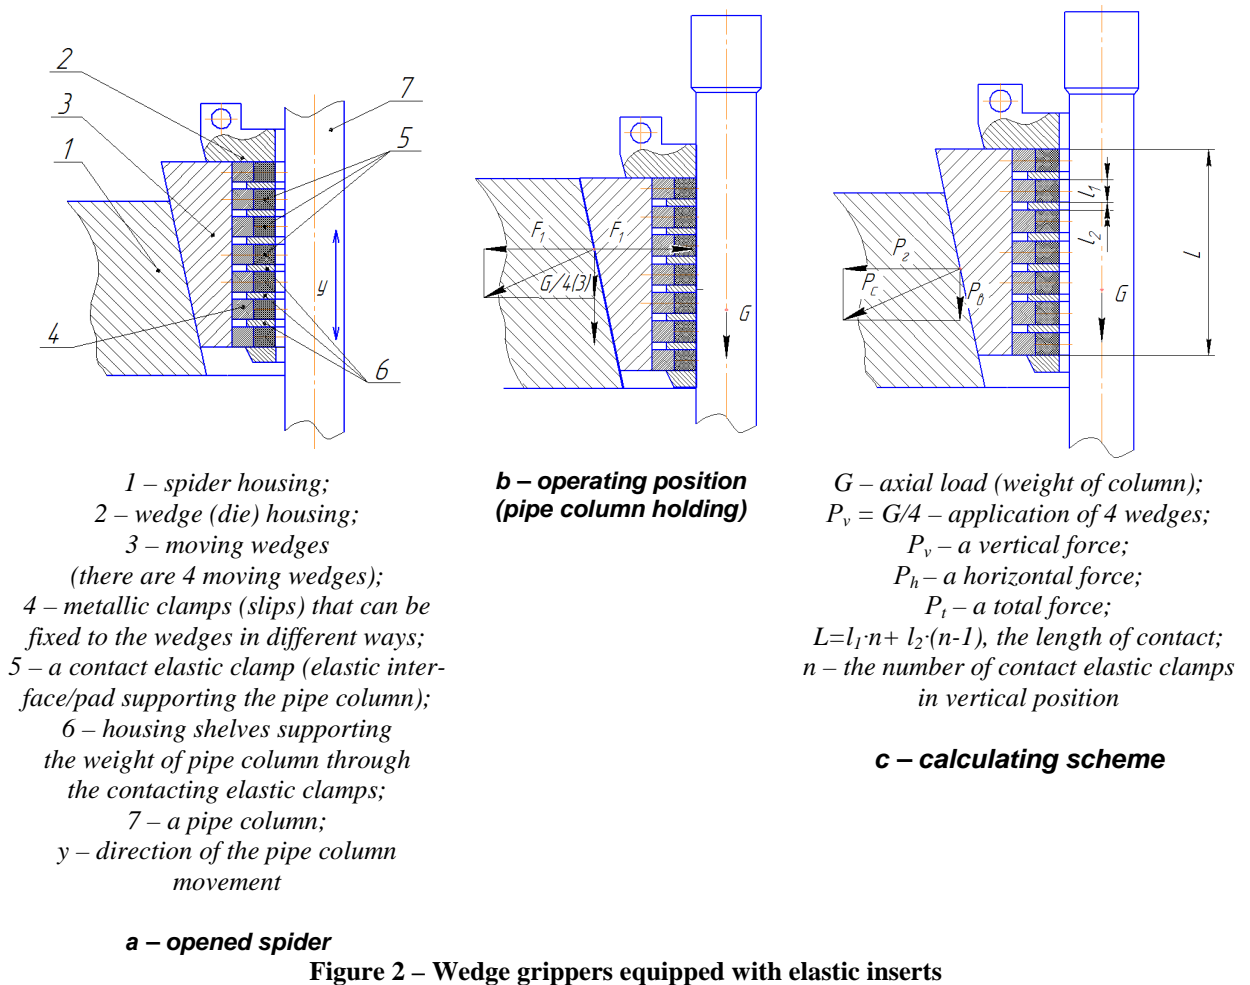 2
3
1
7
5
y
4
6
F₁
F₁
G/4(3)
G
l₁
l₂
L
P₂
P_c
P_в
G
1 – spider housing;
2 – wedge (die) housing;
3 – moving wedges
(there are 4 moving wedges);
4 – metallic clamps (slips) that can be
fixed to the wedges in different ways;
5 – a contact elastic clamp (elastic inter-
face/pad supporting the pipe column);
6 – housing shelves supporting
the weight of pipe column through
the contacting elastic clamps;
7 – a pipe column;
y – direction of the pipe column
movement
a – opened spider
b – operating position
(pipe column holding)
G – axial load (weight of column);
Pᵥ = G/4 – application of 4 wedges;
Pᵥ – a vertical force;
Pₕ – a horizontal force;
Pₜ – a total force;
L=l₁·n+ l₂·(n-1), the length of contact;
n – the number of contact elastic clamps
in vertical position
c – calculating scheme
Figure 2 – Wedge grippers equipped with elastic inserts